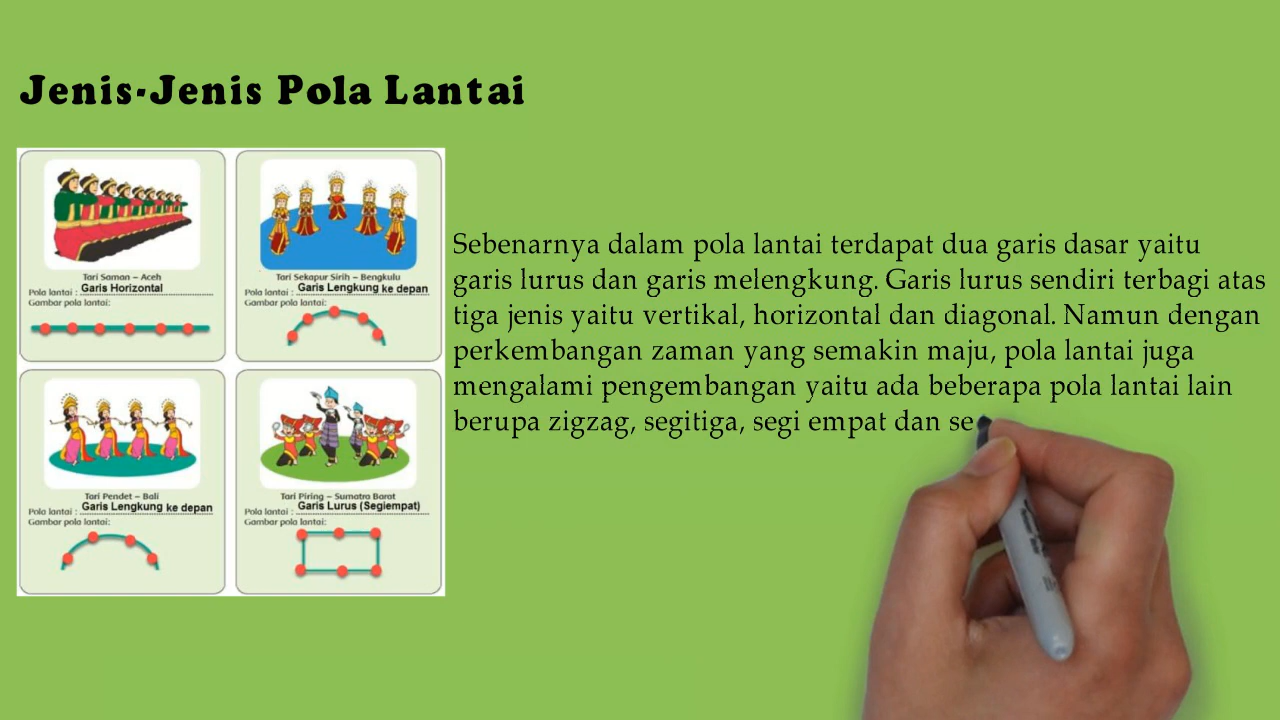 Jenis-Jenis Pola Lantai
Tari Saman – Aceh
Pola lantai : Garis Horizontal
Gambar pola lantai:
Tari Sekapur Sirih – Bengkulu
Pola lantai : Garis Lengkung ke depan
Gambar pola lantai:
Tari Pendet – Bali
Pola lantai : Garis Lengkung ke depan
Gambar pola lantai:
Tari Piring – Sumatra Barat
Pola lantai : Garis Lurus (Segiempat)
Gambar pola lantai:
Sebenarnya dalam pola lantai terdapat dua garis dasar yaitu
garis lurus dan garis melengkung. Garis lurus sendiri terbagi atas
tiga jenis yaitu vertikal, horizontal dan diagonal. Namun dengan
perkembangan zaman yang semakin maju, pola lantai juga
mengalami pengembangan yaitu ada beberapa pola lantai lain
berupa zigzag, segitiga, segi empat dan se